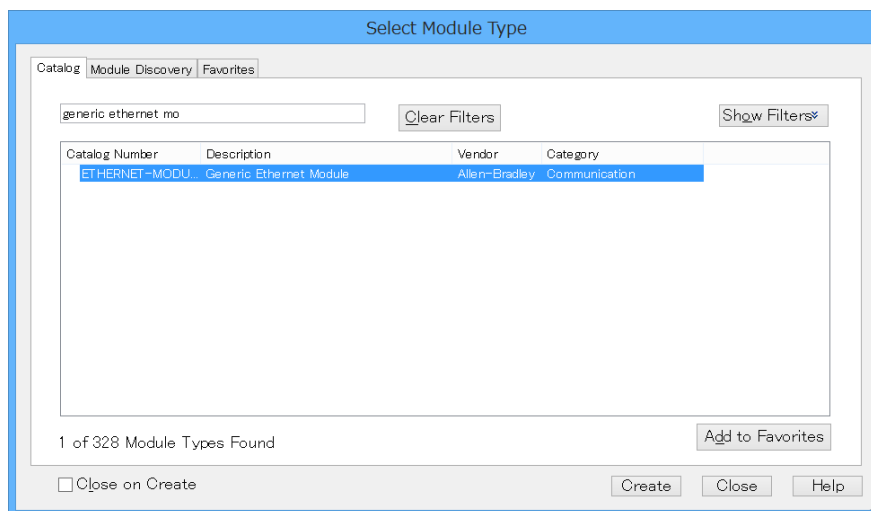 Select Module Type
Catalog Module Discovery Favorites
generic ethernet mo Clear Filters Show Filters
Catalog Number Description Vendor Category
ETHERNET-MODU... Generic Ethernet Module Allen-Bradley Communication
1 of 328 Module Types Found Add to Favorites
Close on Create Create Close Help